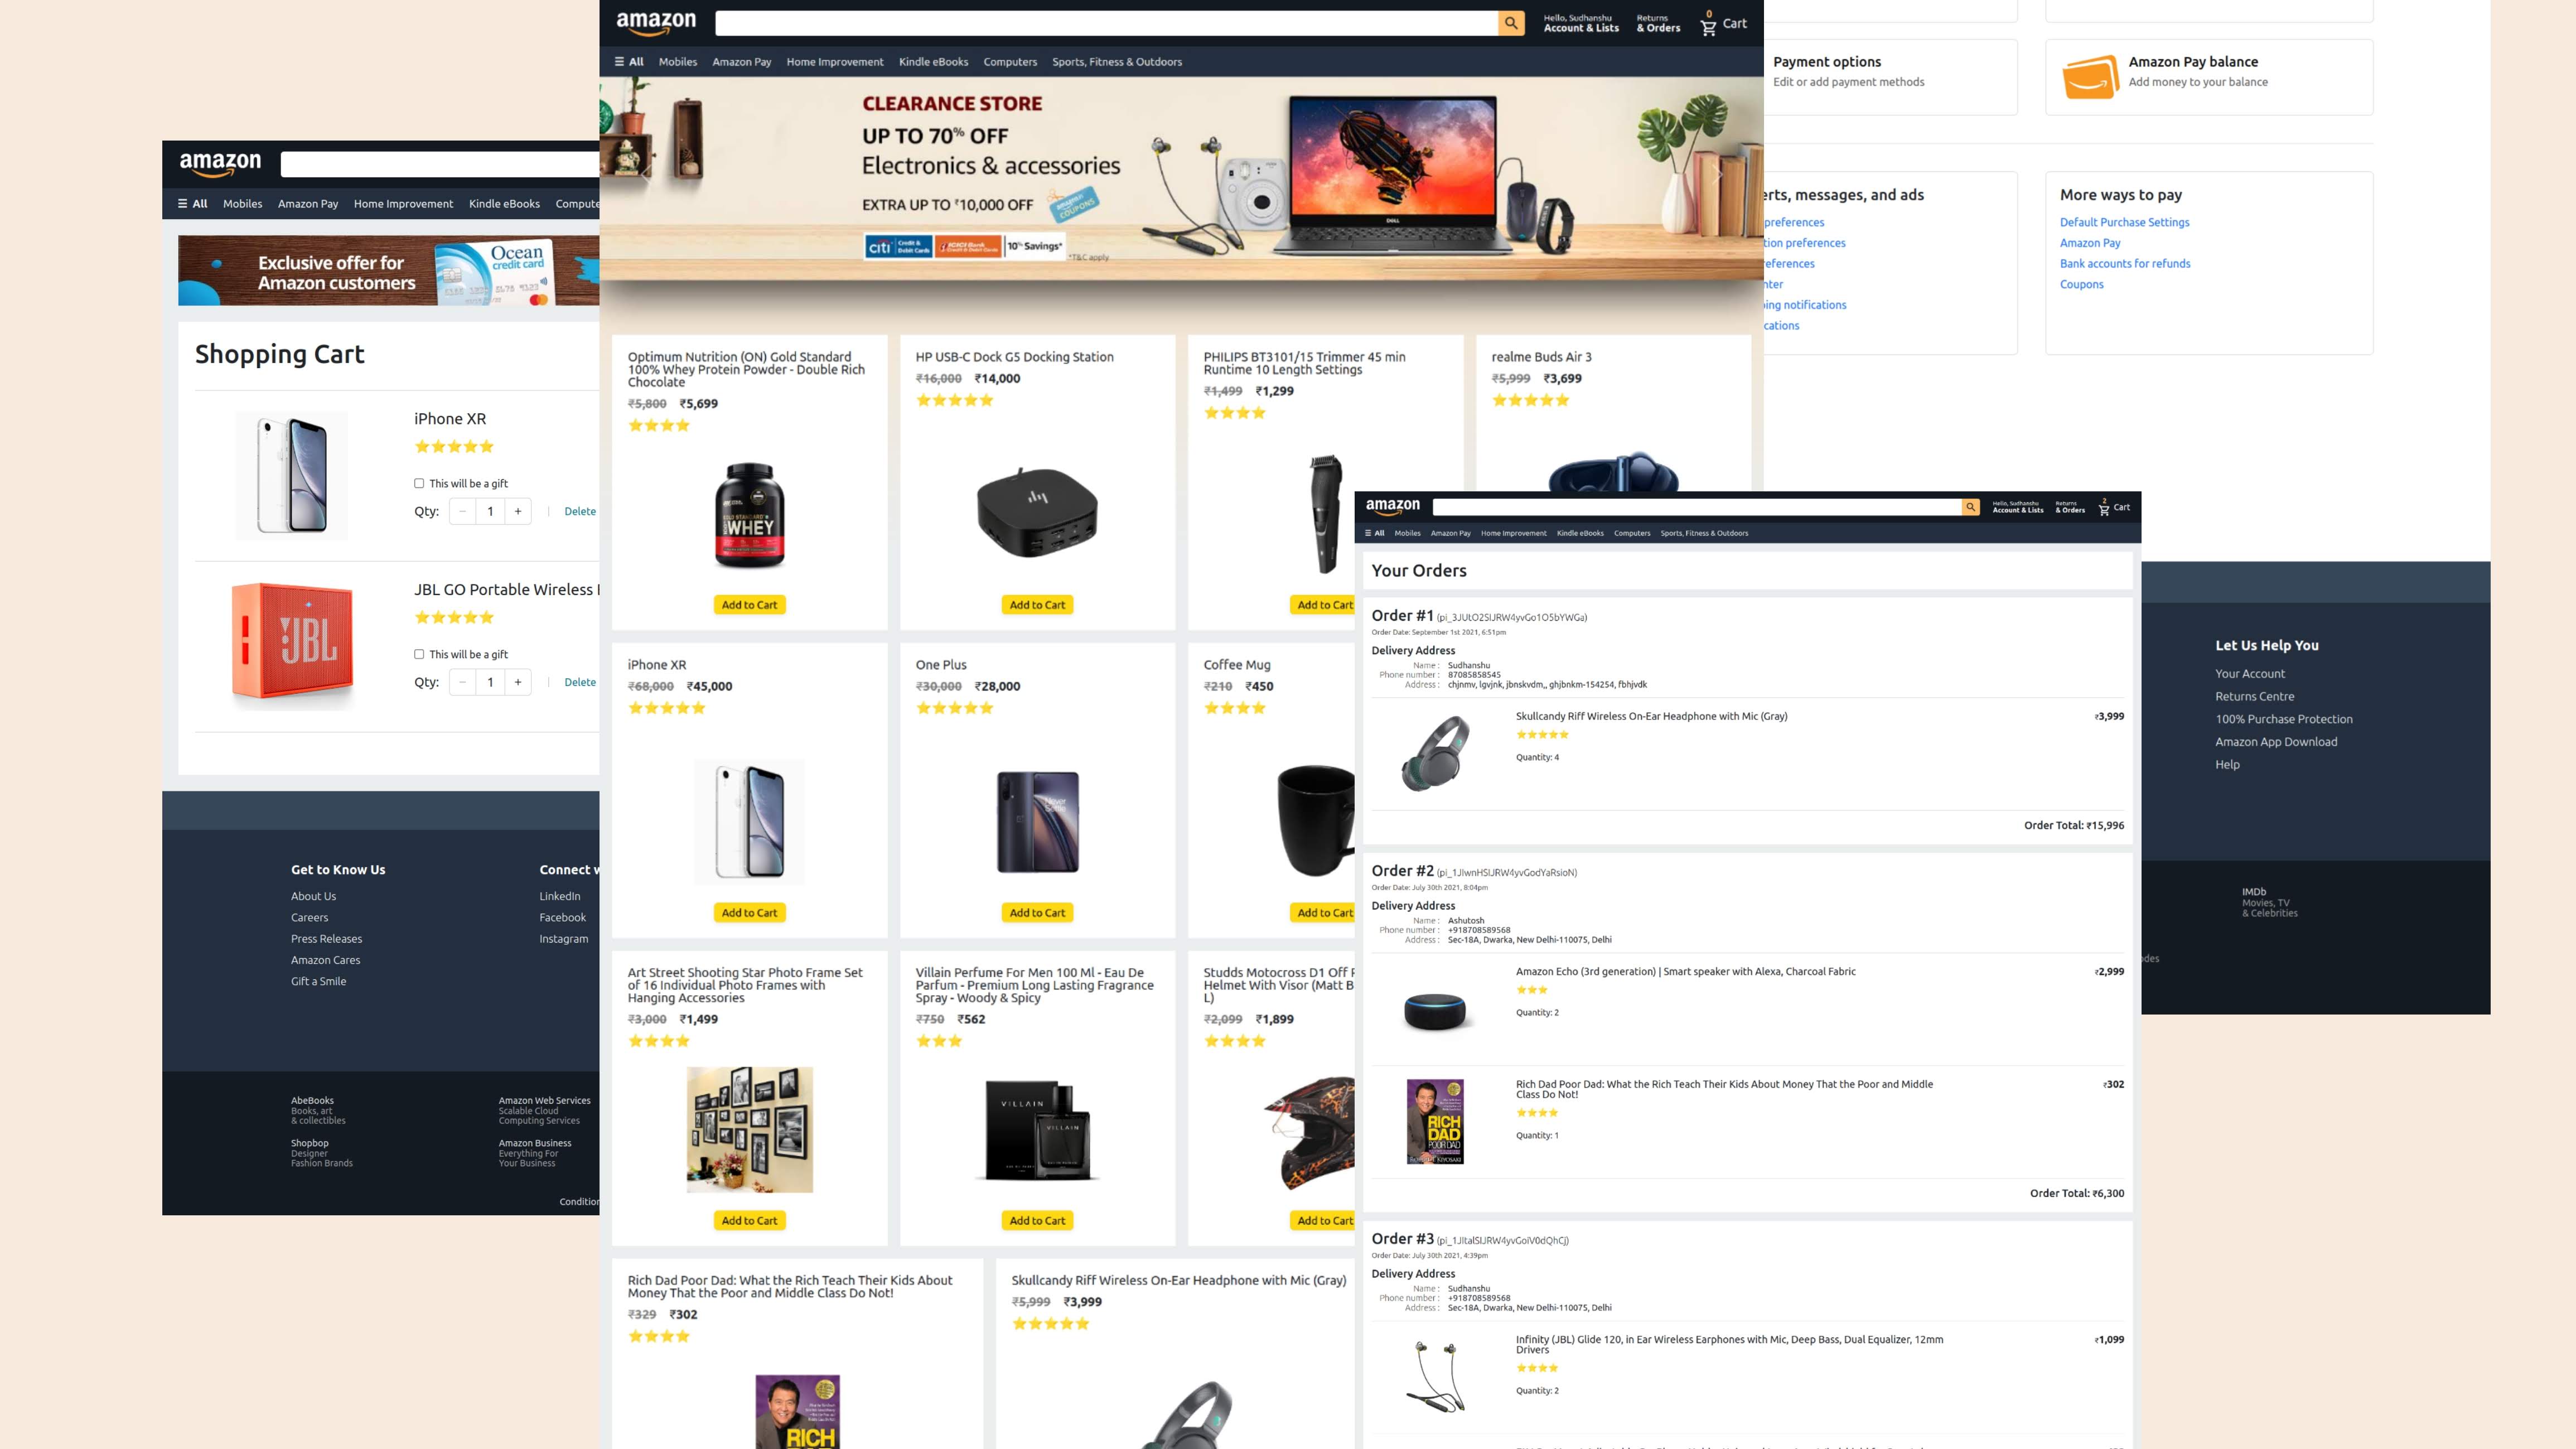 amazon
All Mobiles Amazon Pay Home Improvement Kindle eBooks
Exclusive offer for
Amazon customers
Ocean
credit card
Shopping Cart
iPhone XR
This will be a gift
Qty: − 1 + | Delete
JBL GO Portable Wireless
JBL
This will be a gift
Qty: − 1 + | Delete
Get to Know Us
About Us
Careers
Press Releases
Amazon Cares
Gift a Smile
Connect
LinkedIn
Facebook
Instagram
AbeBooks
Books, art
& collectibles
Shopbop
Designer
Fashion Brands
Amazon Web Services
Scalable Cloud
Computing Services
Amazon Business
Everything For
Your Business
amazon
Hello, Sudhanshu
Account & Lists
Returns
& Orders
0
Cart
All Mobiles Amazon Pay Home Improvement Kindle eBooks Computers Sports, Fitness & Outdoors
CLEARANCE STORE
UP TO 70% OFF
Electronics & accessories
EXTRA UP TO ₹10,000 OFF
amazon
COUPONS
citi Credit & Debit Cards ICICI Bank Credit & Debit Cards 10% Savings*
*T&C apply
DELL
Optimum Nutrition (ON) Gold Standard
100% Whey Protein Powder - Double Rich
Chocolate
₹5,800 ₹5,699
GOLD STANDARD
WHEY
Add to Cart
HP USB-C Dock G5 Docking Station
₹16,000 ₹14,000
Add to Cart
PHILIPS BT3101/15 Trimmer 45 min
Runtime 10 Length Settings
₹1,499 ₹1,299
Add to Cart
realme Buds Air 3
₹5,999 ₹3,699
iPhone XR
₹68,000 ₹45,000
Add to Cart
One Plus
₹30,000 ₹28,000
Never
Settle
Add to Cart
Coffee Mug
₹210 ₹450
Add to Cart
Art Street Shooting Star Photo Frame Set
of 16 Individual Photo Frames with
Hanging Accessories
₹3,000 ₹1,499
Add to Cart
Villain Perfume For Men 100 Ml - Eau De
Parfum - Premium Long Lasting Fragrance
Spray - Woody & Spicy
₹750 ₹562
VILLAIN
VILLAIN
Add to Cart
Studds Motocross D1 Off
Helmet With Visor (Matt
L)
₹2,099 ₹1,899
Add to Cart
Rich Dad Poor Dad: What the Rich Teach Their Kids About
Money That the Poor and Middle Class Do Not!
₹329 ₹302
RICH
Skullcandy Riff Wireless On-Ear Headphone with Mic (Gray)
₹5,999 ₹3,999
Payment options
Edit or add payment methods
Amazon Pay balance
Add money to your balance
messages, and ads
preferences
preferences
notifications
More ways to pay
Default Purchase Settings
Amazon Pay
Bank accounts for refunds
Coupons
amazon
Hello, Sudhanshu
Account & Lists
Returns
& Orders
2
Cart
All Mobiles Amazon Pay Home Improvement Kindle eBooks Computers Sports, Fitness & Outdoors
Your Orders
Order #1 (pi_3JUtO2SIJRW4yvGo1O5bYWGa)
Order Date: September 1st 2021, 6:51pm
Delivery Address
Name : Sudhanshu
Phone number : 87085858545
Address : chjnmv, lgvjnk, jbnskvdm,, ghjbnkm-154254, fbhjvdk
Skullcandy Riff Wireless On-Ear Headphone with Mic (Gray) ₹3,999
Quantity: 4
Order Total: ₹15,996
Order #2 (pi_1JIwnHSIJRW4yvGodYaRsioN)
Order Date: July 30th 2021, 8:04pm
Delivery Address
Name : Ashutosh
Phone number : +918708589568
Address : Sec-18A, Dwarka, New Delhi-110075, Delhi
Amazon Echo (3rd generation) | Smart speaker with Alexa, Charcoal Fabric ₹2,999
Quantity: 2
Rich Dad Poor Dad: What the Rich Teach Their Kids About Money That the Poor and Middle ₹302
Class Do Not!
RICH
DAD
POOR DAD
Quantity: 1
Order Total: ₹6,300
Order #3 (pi_1JItalSIJRW4yvGoiV0dQhCj)
Order Date: July 30th 2021, 4:39pm
Delivery Address
Name : Sudhanshu
Phone number : +918708589568
Address : Sec-18A, Dwarka, New Delhi-110075, Delhi
Infinity (JBL) Glide 120, in Ear Wireless Earphones with Mic, Deep Bass, Dual Equalizer, 12mm ₹1,099
Drivers
Quantity: 2
Let Us Help You
Your Account
Returns Centre
100% Purchase Protection
Amazon App Download
Help
IMDb
Movies, TV
& Celebrities